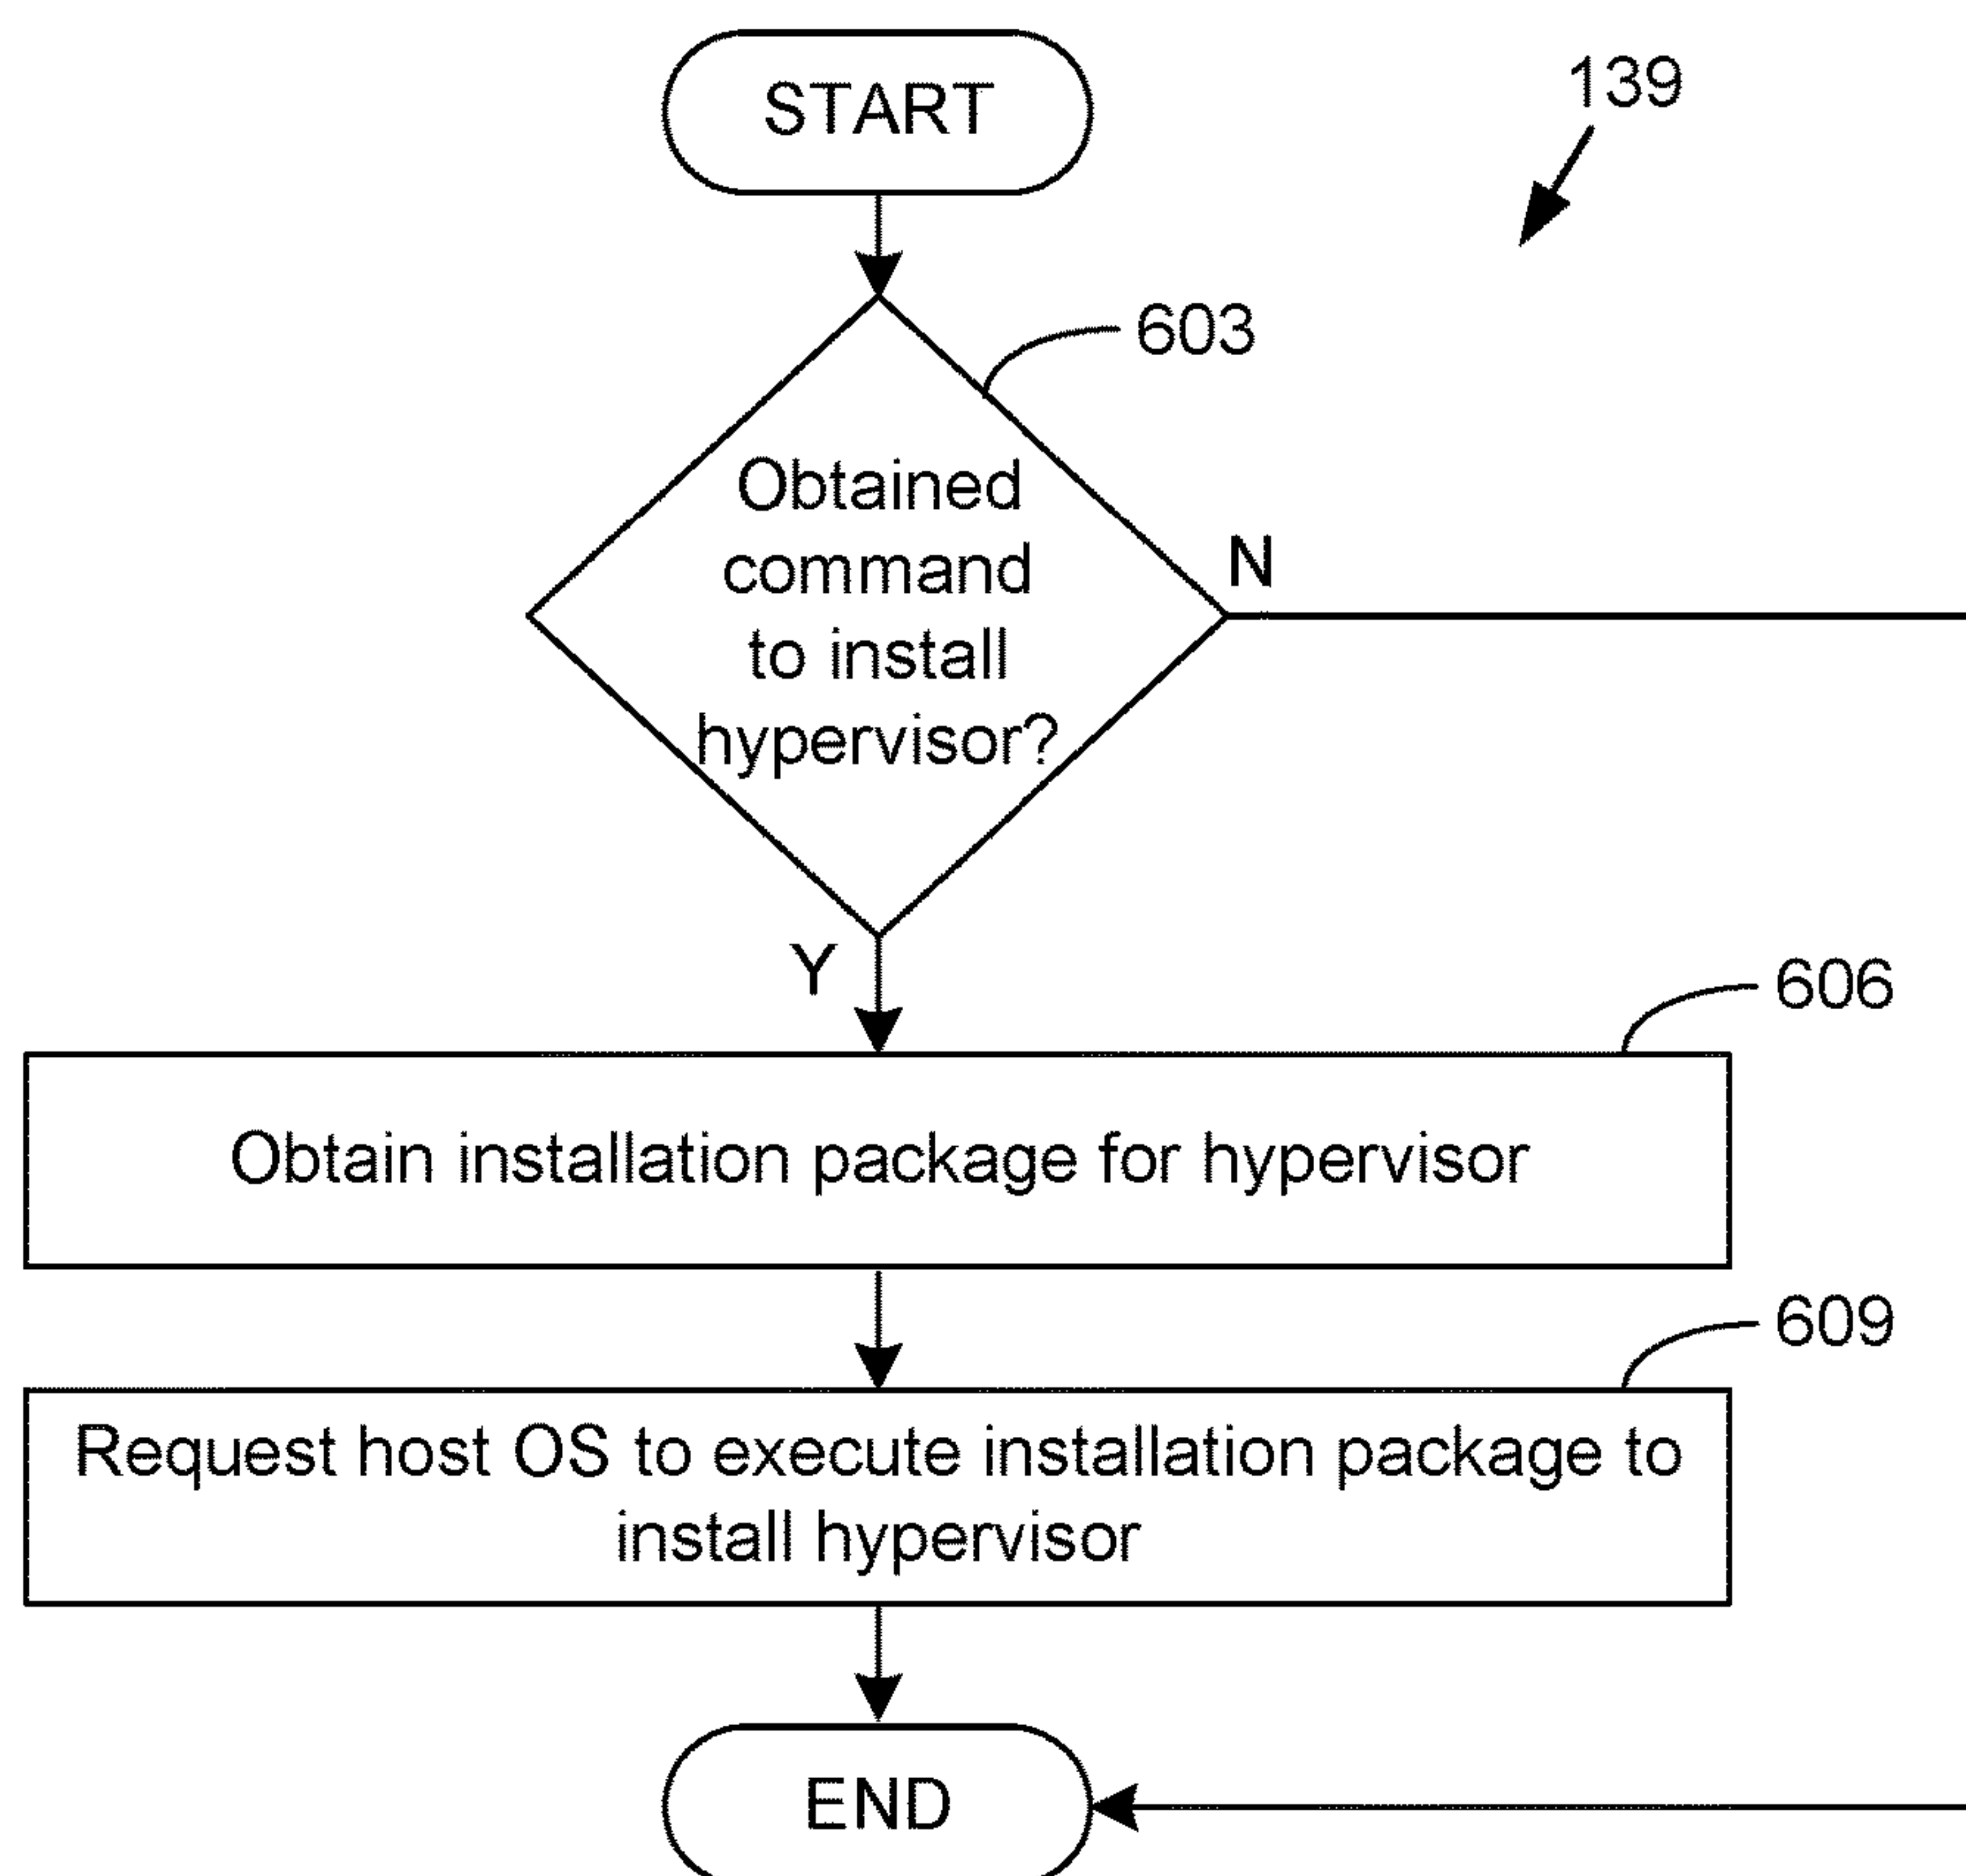 START
139
603
Obtained
command
to install
hypervisor?
N
Y
606
Obtain installation package for hypervisor
609
Request host OS to execute installation package to
install hypervisor
END